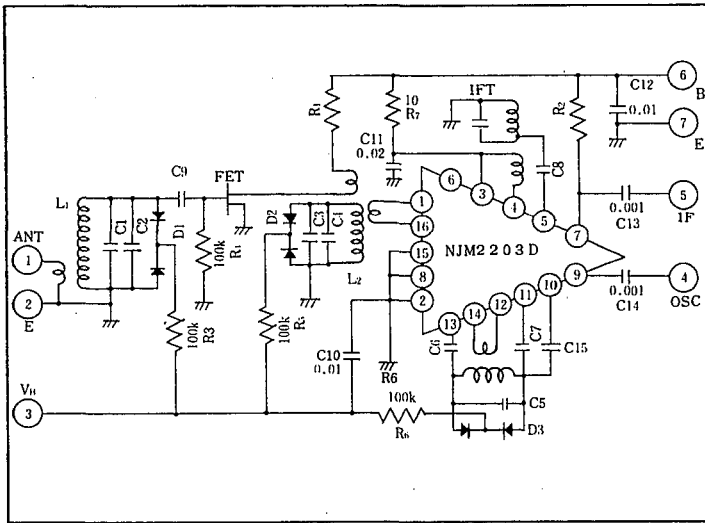 C12
6
B
0.01
7
E
1FT
R1
10
R7
R2
C11
0.02
C8
C9
FET
5
1F
0.001
C13
L1
C1
C2
D1
D2
C3
C4
L2
1
16
15
8
2
6
3
4
5
7
NJM2203D
ANT
1
2
E
100k
100k
R3
100k
9
10
11
12
14
13
0.001
C14
4
OSC
C6
C7
C15
C10
0.01
R6
C5
D3
3
100k
R6